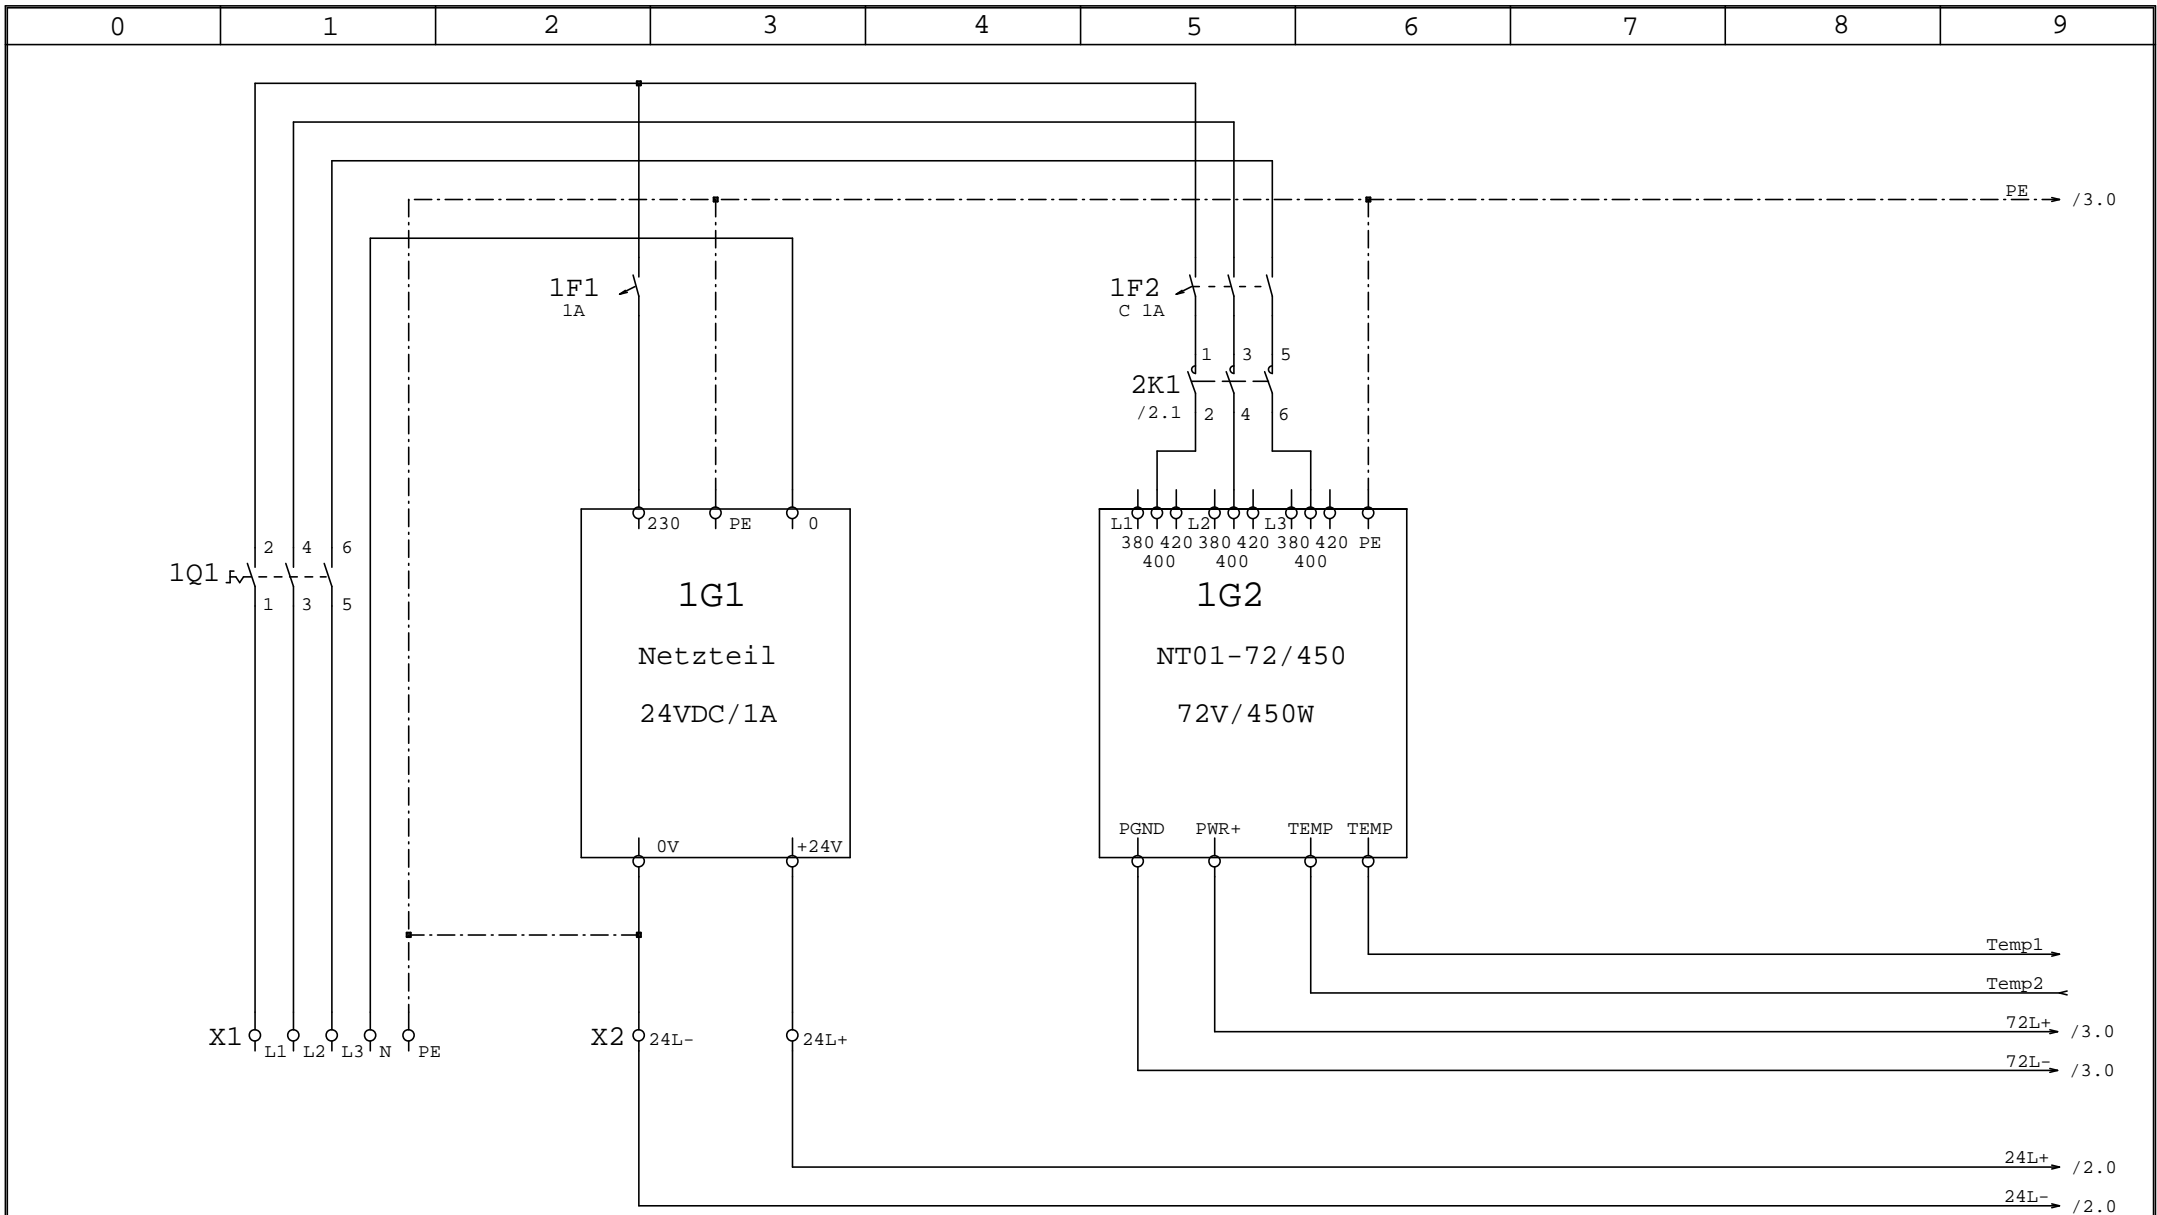 0 1 2 3 4 5 6 7 8 9
PE /3.0
1F1 1F2
1A C 1A
1 3 5
2K1
/2.1 2 4 6
230 PE 0 L1 L2 L3
380 420 380 420 380 420 PE
400 400 400
2 4 6
1Q1
1 3 5
1G1 1G2
Netzteil NT01-72/450
24VDC/1A 72V/450W
PGND PWR+ TEMP TEMP
0V +24V
Temp1
Temp2
72L+ /3.0
X1 L1 L2 L3 N PE X2 24L- 24L+
72L- /3.0
24L+ /2.0
24L- /2.0